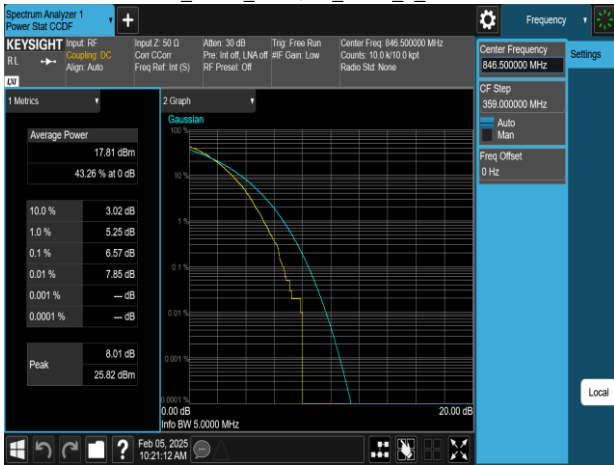 Spectrum Analyzer 1
Power Stat CCDF
Frequency
KEYSIGHT
R L
LXI
Input: RF
Coupling: DC
Align: Auto
Input Z: 50 Ω
Corr CCorr
Freq Ref: Int (S)
Atten: 30 dB
Pre: Int off, LNA off
RF Presel: Off
Trig: Free Run
#IF Gain: Low
Center Freq: 846.500000 MHz
Counts: 10.0 k/10.0 kpt
Radio Std: None
Center Frequency
846.500000 MHz
Settings
CF Step
359.000000 MHz
Auto
Man
Freq Offset
0 Hz
Local
1 Metrics
Average Power
17.81 dBm
43.26 % at 0 dB
10.0 % 3.02 dB
1.0 % 5.25 dB
0.1 % 6.57 dB
0.01 % 7.85 dB
0.001 % --- dB
0.0001 % --- dB
Peak
8.01 dB
25.82 dBm
2 Graph
Gaussian
100 %
10 %
1 %
0.1 %
0.01 %
0.001 %
0.0001 %
0.00 dB 20.00 dB
Info BW 5.0000 MHz
?
Feb 05, 2025
10:21:12 AM